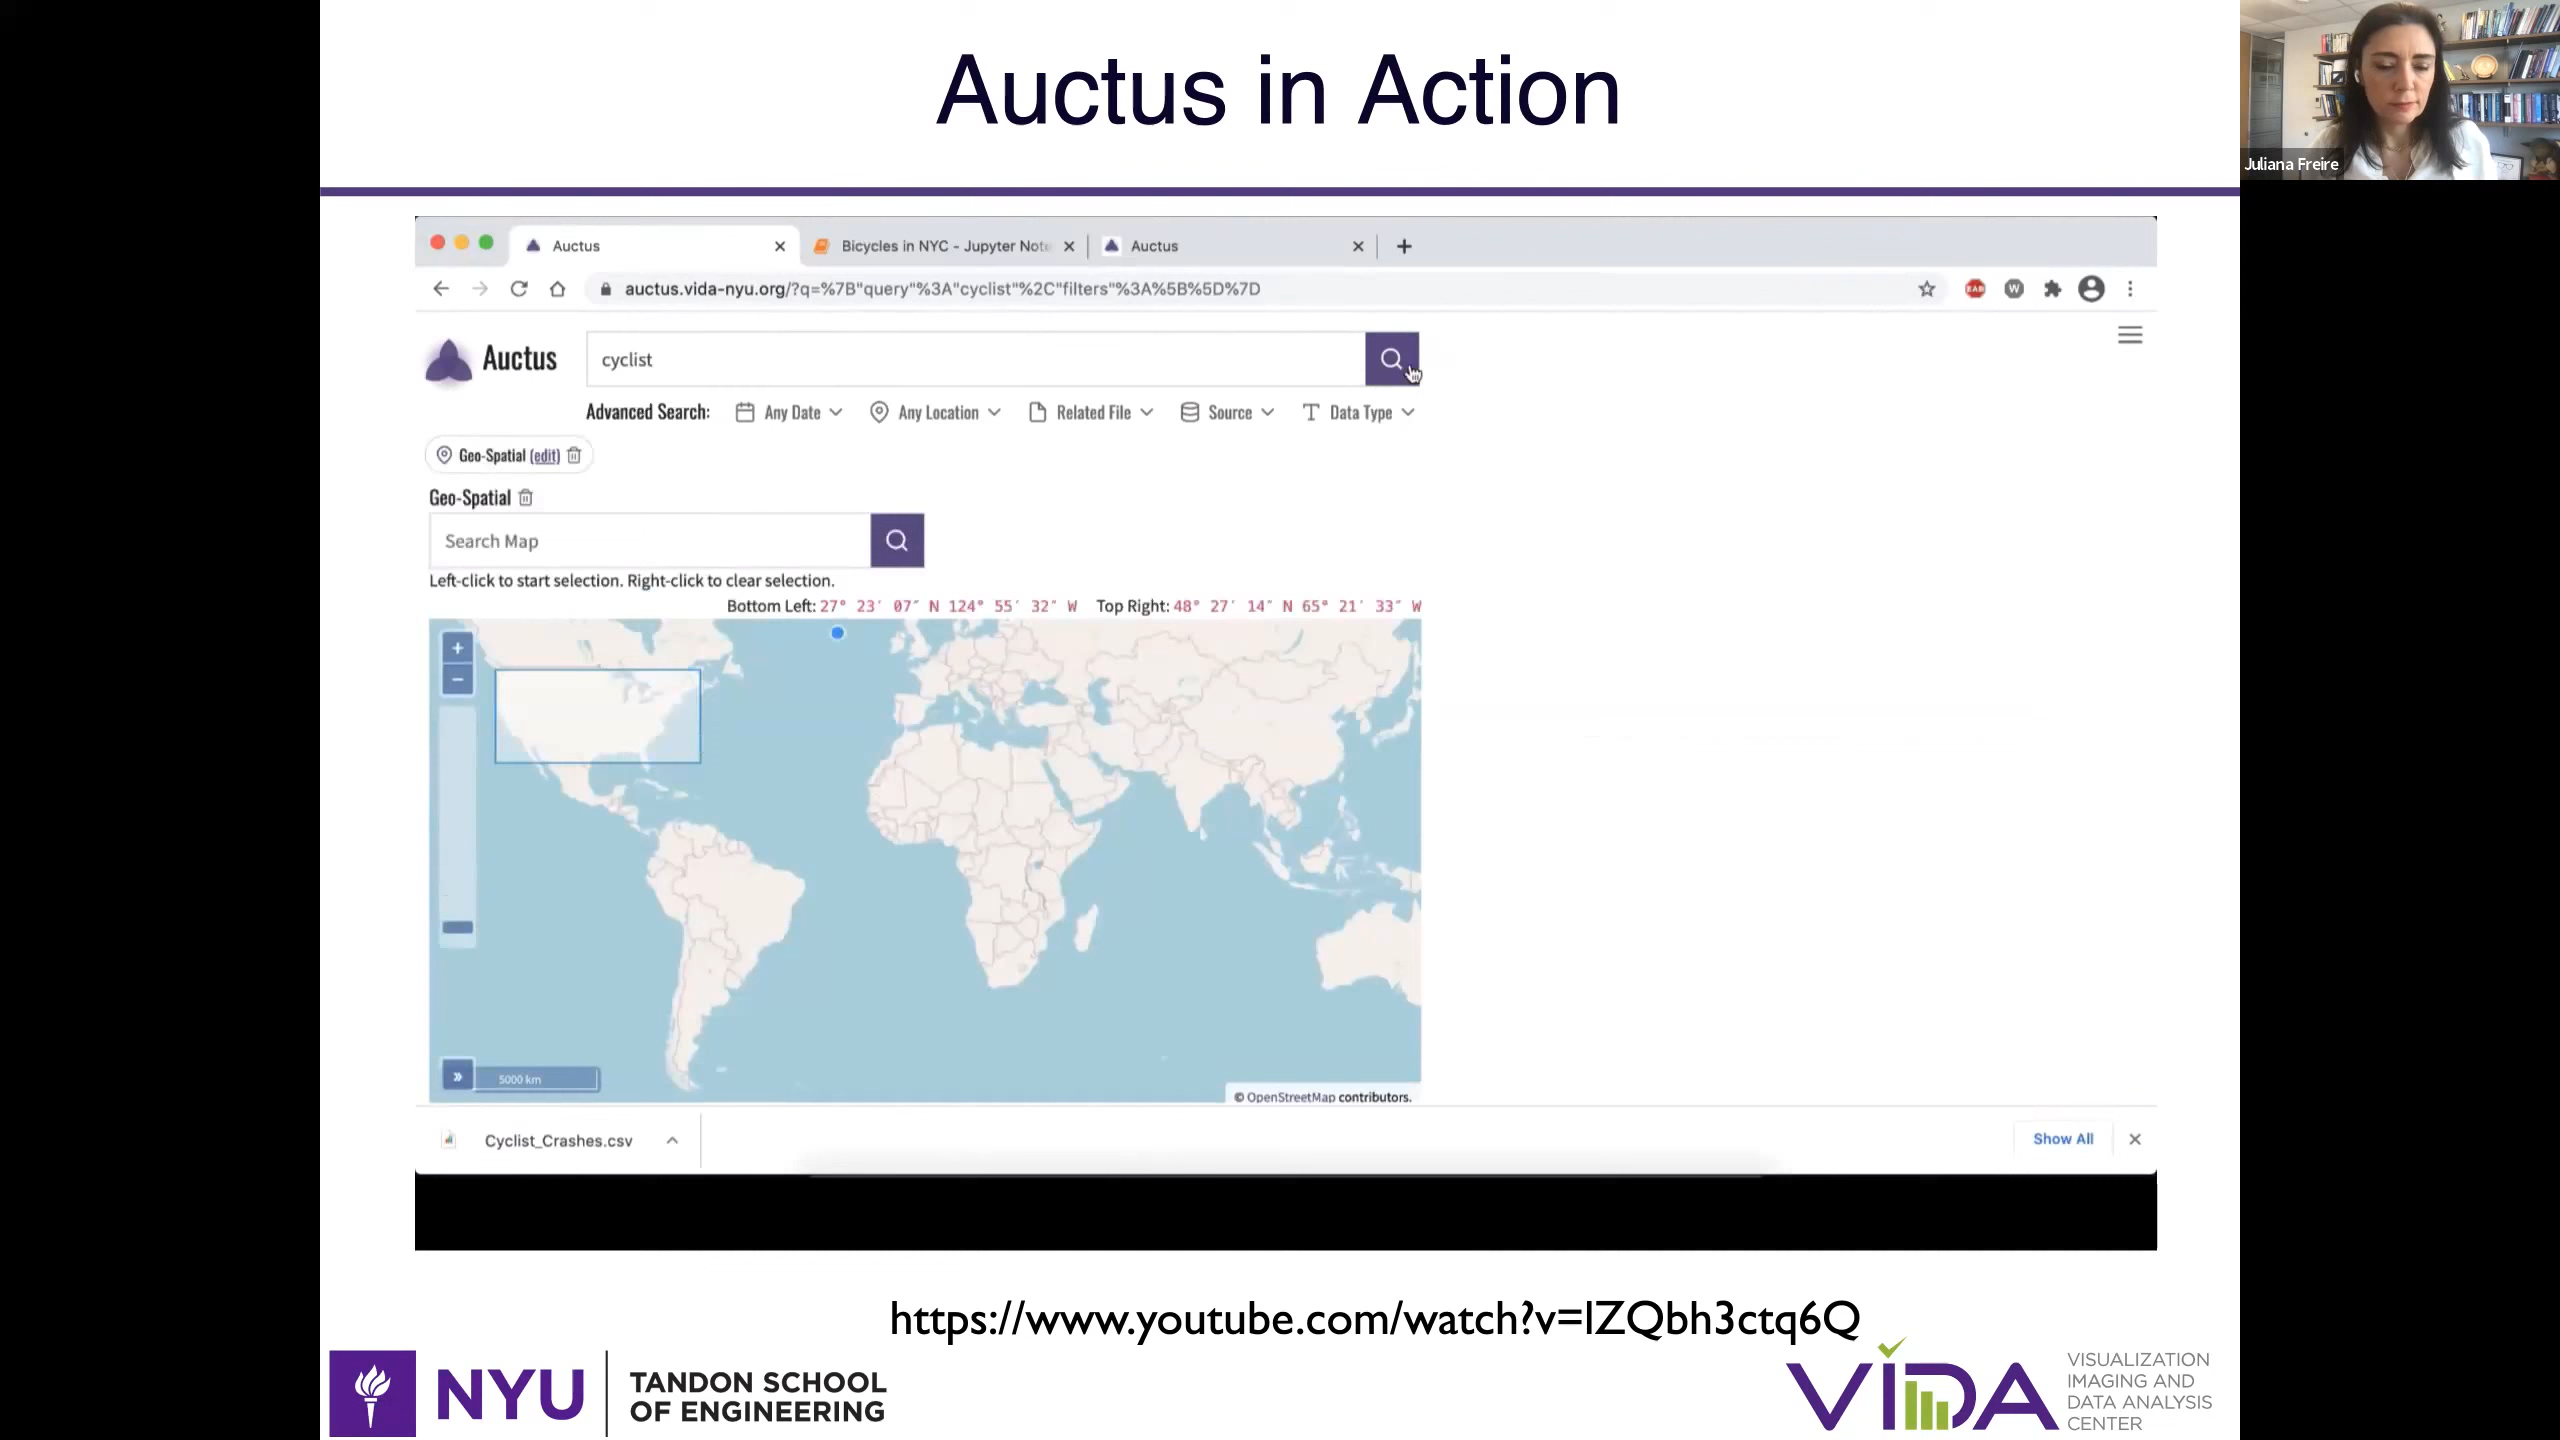 Auctus in Action
Juliana Freire
Auctus
Bicycles in NYC - Jupyter Note
Auctus
auctus.vida-nyu.org/?q=%7B"query"%3A"cyclist"%2C"filters"%3A%5B%5D%7D
Auctus
cyclist
Advanced Search: Any Date Any Location Related File Source Data Type
Geo-Spatial (edit)
Geo-Spatial
Search Map
Left-click to start selection. Right-click to clear selection.
Bottom Left: 27° 23′ 07″ N 124° 55′ 32″ W Top Right: 48° 27′ 14″ N 65° 21′ 33″ W
+
−
»
5000 km
© OpenStreetMap contributors.
Cyclist_Crashes.csv
Show All
https://www.youtube.com/watch?v=lZQbh3ctq6Q
NYU
TANDON SCHOOL
OF ENGINEERING
VIDA
VISUALIZATION
IMAGING AND
DATA ANALYSIS
CENTER